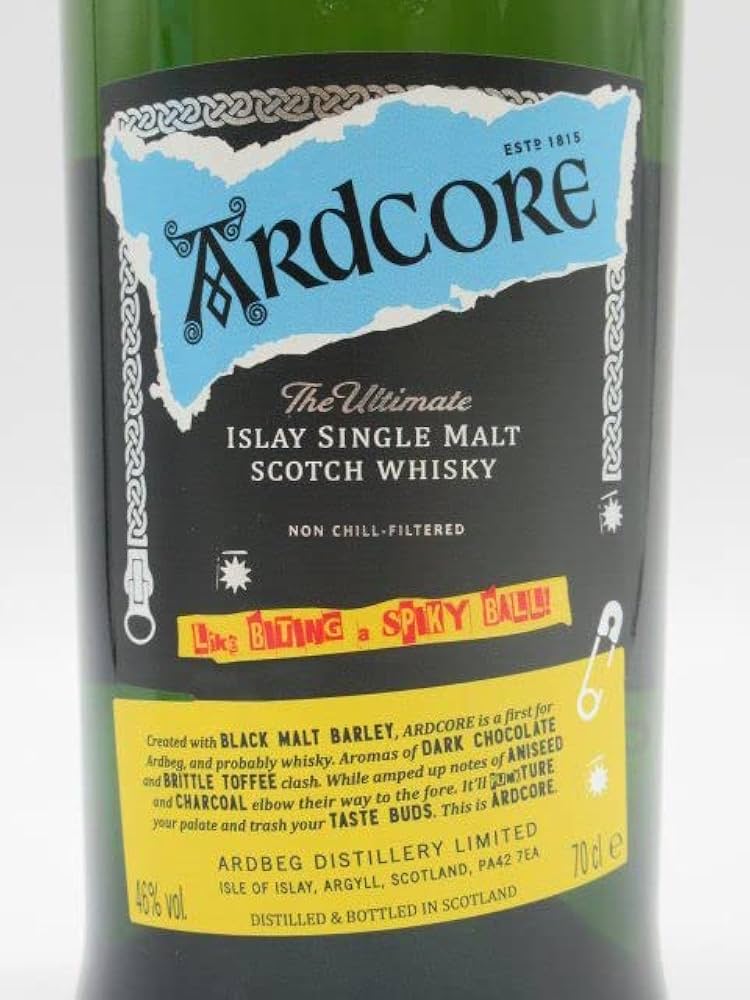 ESTD 1815
ARDCORE
The Ultimate
ISLAY SINGLE MALT
SCOTCH WHISKY
NON CHILL-FILTERED
LIKE BITING a SPIKY BALL!
Created with BLACK MALT BARLEY, ARDCORE is a first for
Ardbeg, and probably whisky. Aromas of DARK CHOCOLATE
and BRITTLE TOFFEE clash. While amped up notes of ANISEED
and CHARCOAL elbow their way to the fore. It'll PUNCTURE
your palate and trash your TASTE BUDS. This is ARDCORE.
ARDBEG DISTILLERY LIMITED
ISLE OF ISLAY, ARGYLL, SCOTLAND, PA42 7EA
46% vol.
70 cl e
DISTILLED & BOTTLED IN SCOTLAND